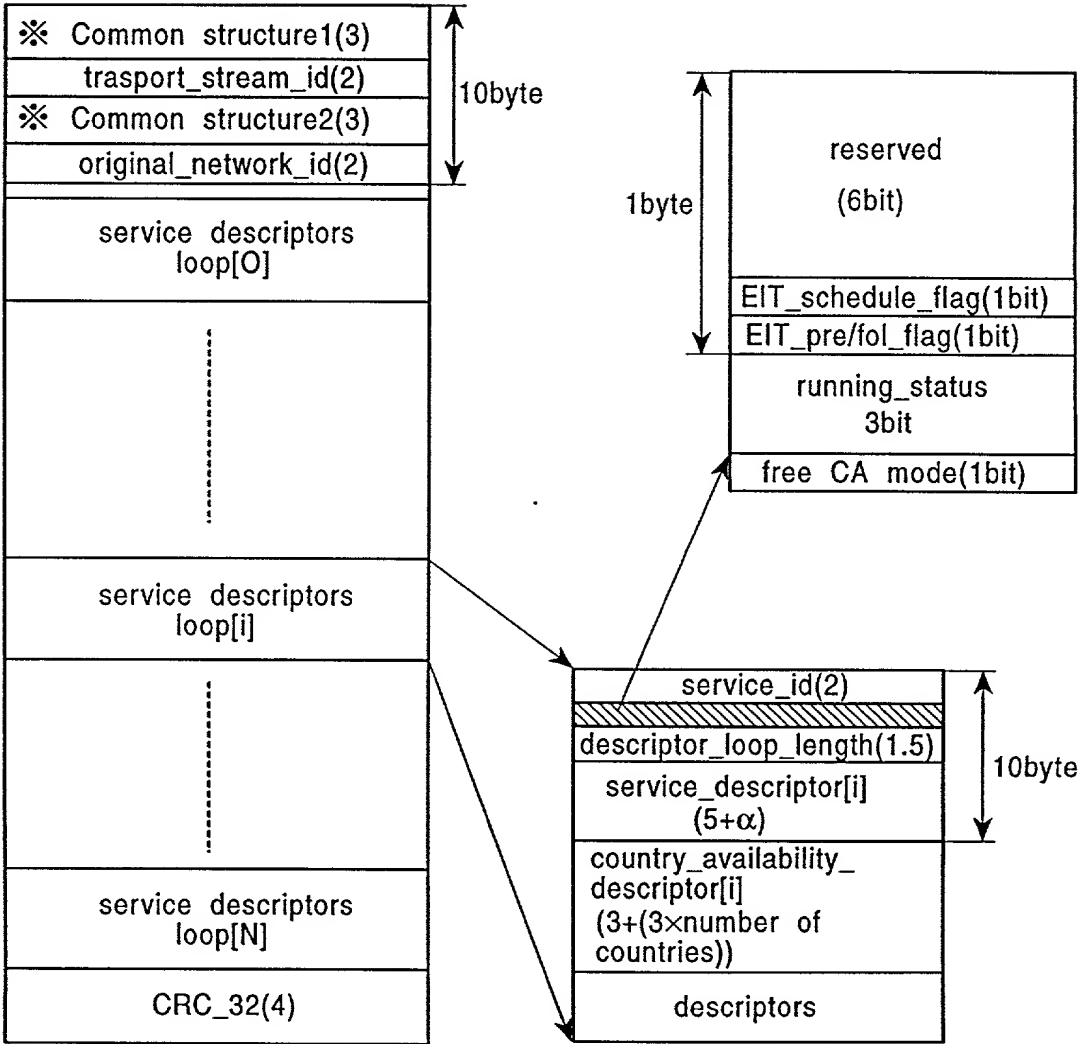 ※ Common structure1(3)
trasport_stream_id(2)
※ Common structure2(3)
original_network_id(2)
10byte
service descriptors
loop[O]
service descriptors
loop[i]
service descriptors
loop[N]
CRC_32(4)
1byte
reserved
(6bit)
EIT_schedule_flag(1bit)
EIT_pre/fol_flag(1bit)
running_status
3bit
free CA mode(1bit)
service_id(2)
descriptor_loop_length(1.5)
service_descriptor[i]
(5+α)
10byte
country_availability_
descriptor[i]
(3+(3×number of
countries))
descriptors